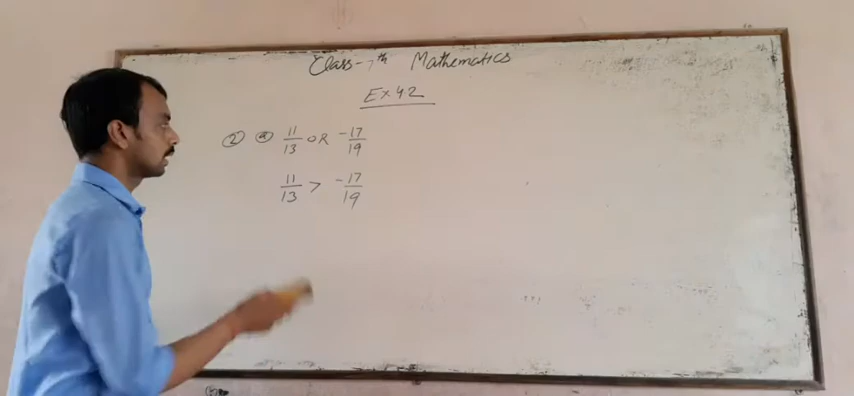 Class-7th Mathematics
Ex 4.2
② ⓐ 11/13 OR -17/19
11/13 > -17/19